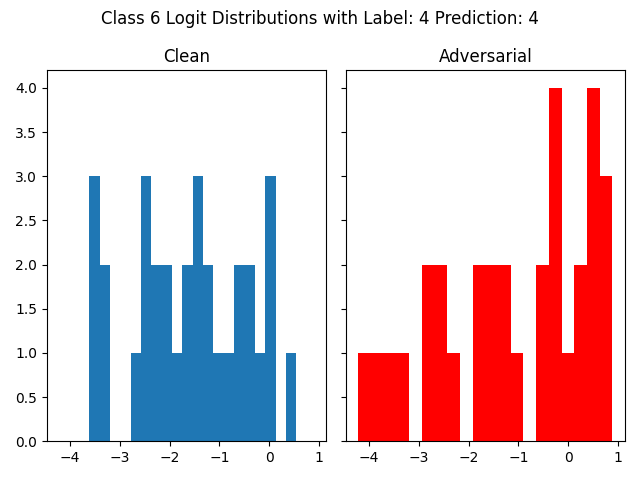 Class 6 Logit Distributions with Label: 4 Prediction: 4
Clean
Adversarial
4.0
3.5
3.0
2.5
2.0
1.5
1.0
0.5
0.0
−4 −3 −2 −1 0 1
−4 −3 −2 −1 0 1